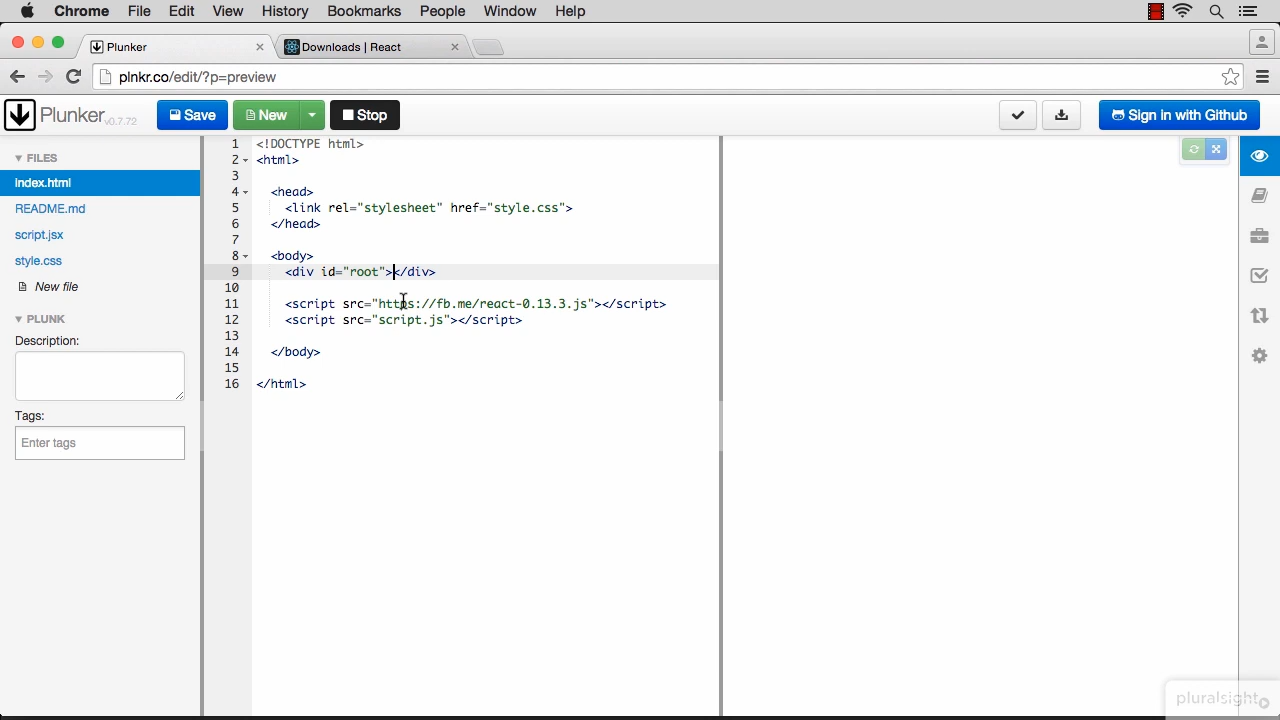 Chrome File Edit View History Bookmarks People Window Help
Plunker Downloads | React
plnkr.co/edit/?p=preview
Plunker v0.7.72 Save New Stop Sign in with Github
FILES
index.html
README.md
script.jsx
style.css
New file
PLUNK
Description:
Tags:
Enter tags
1 <!DOCTYPE html>
2 <html>
3
4 <head>
5 <link rel="stylesheet" href="style.css">
6 </head>
7
8 <body>
9 <div id="root"></div>
10
11 <script src="https://fb.me/react-0.13.3.js"></script>
12 <script src="script.js"></script>
13
14 </body>
15
16 </html>
pluralsight